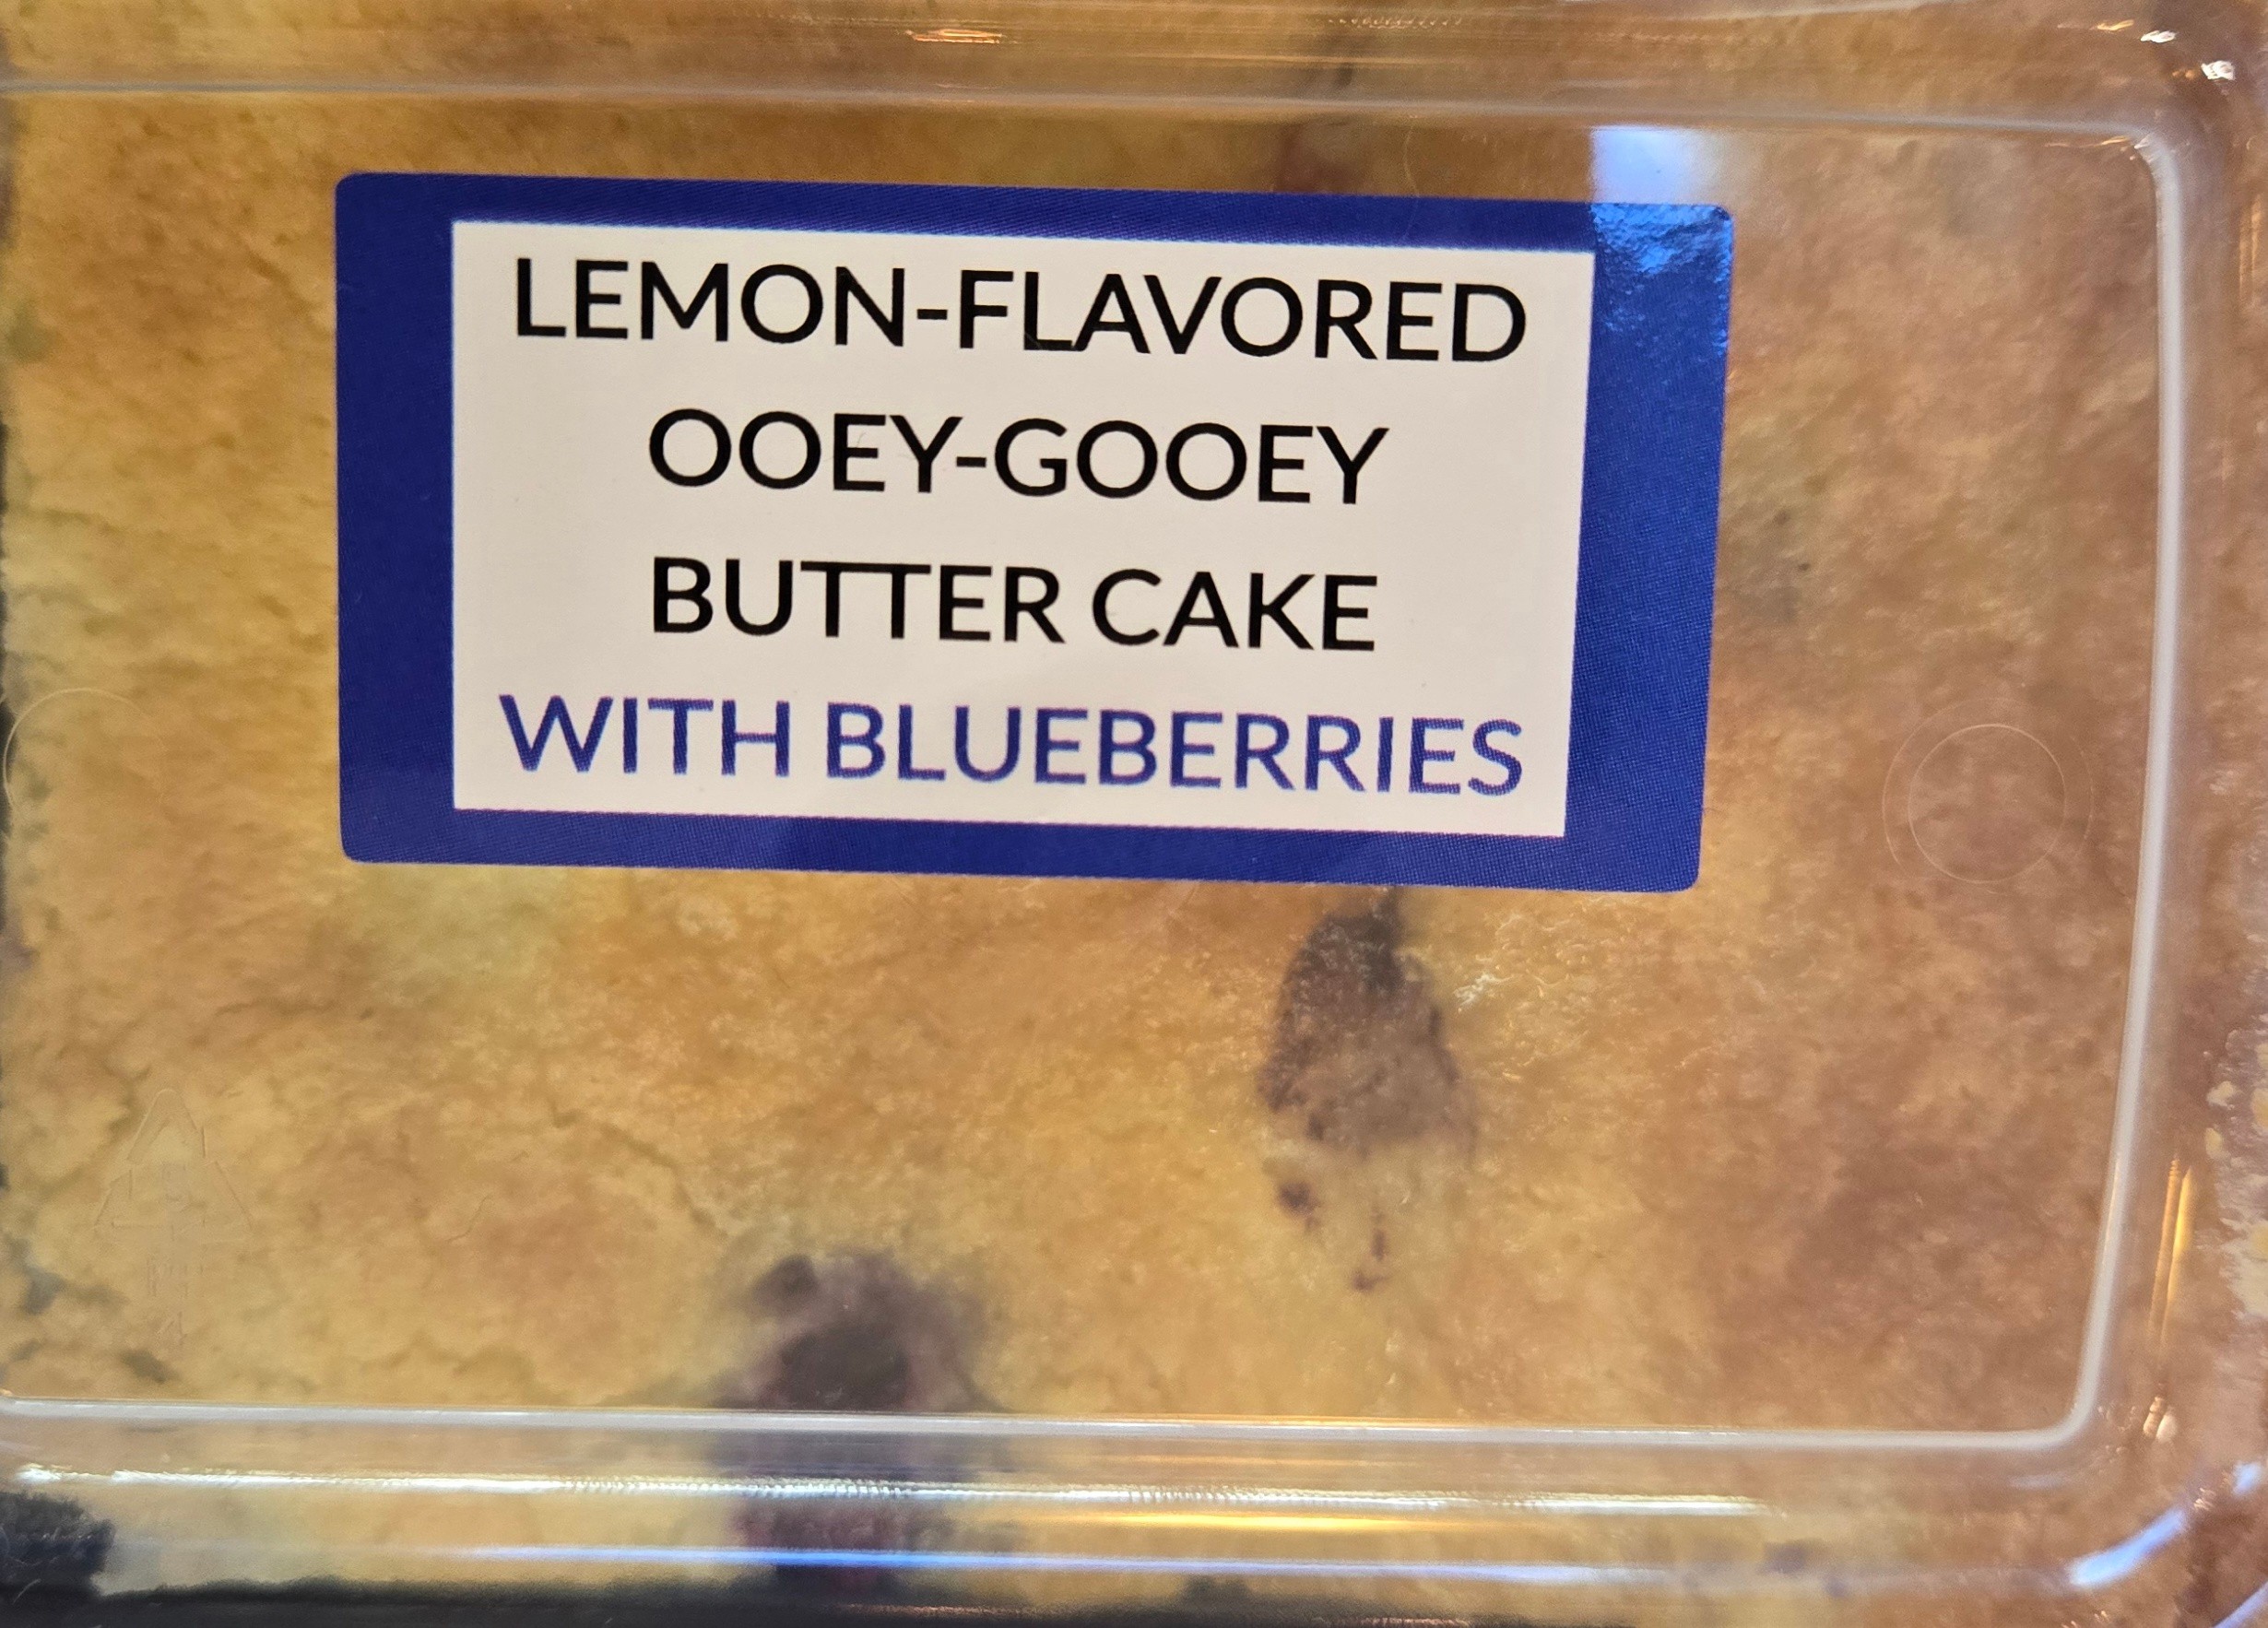 LEMON-FLAVORED
OOEY-GOOEY
BUTTER CAKE
WITH BLUEBERRIES